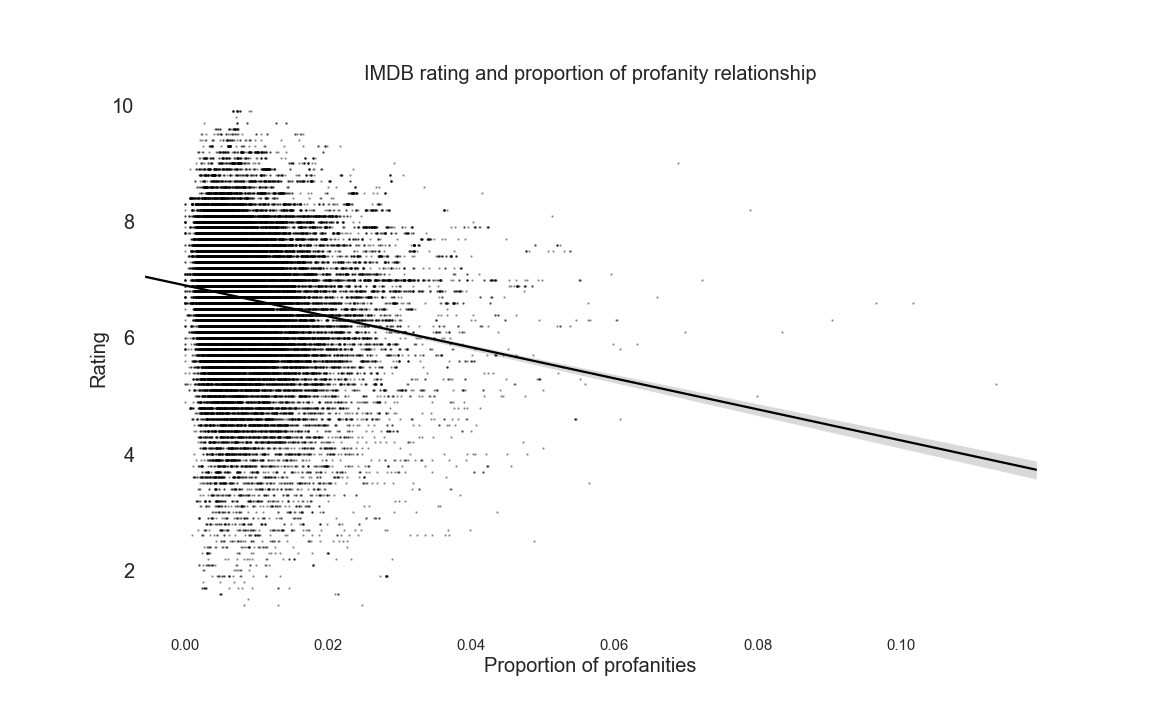 IMDB rating and proportion of profanity relationship
10
8
6
4
2
Rating
0.00 0.02 0.04 0.06 0.08 0.10
Proportion of profanities